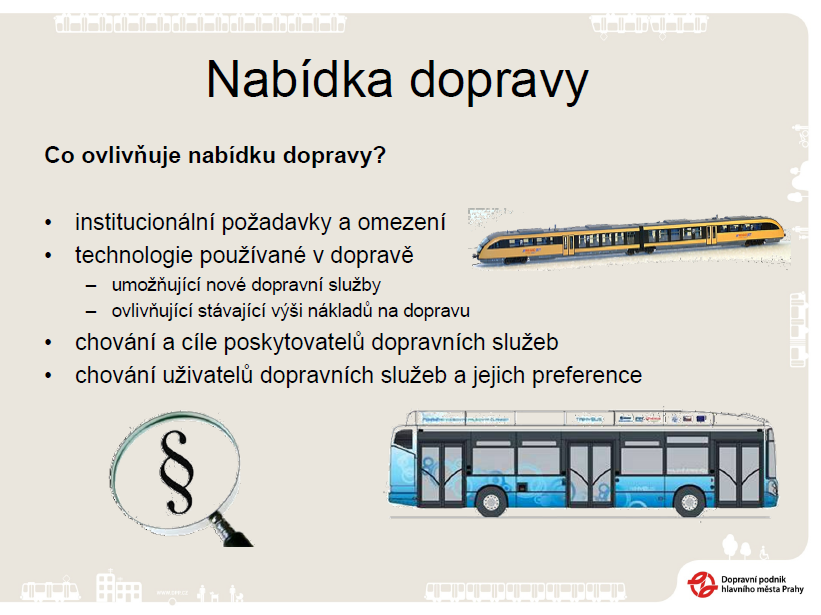 Nabídka dopravy
Co ovlivňuje nabídku dopravy?
• institucionální požadavky a omezení
• technologie používané v dopravě
– umožňující nové dopravní služby
– ovlivňující stávající výši nákladů na dopravu
• chování a cíle poskytovatelů dopravních služeb
• chování uživatelů dopravních služeb a jejich preference
§
Dopravní podnik
hlavního města Prahy